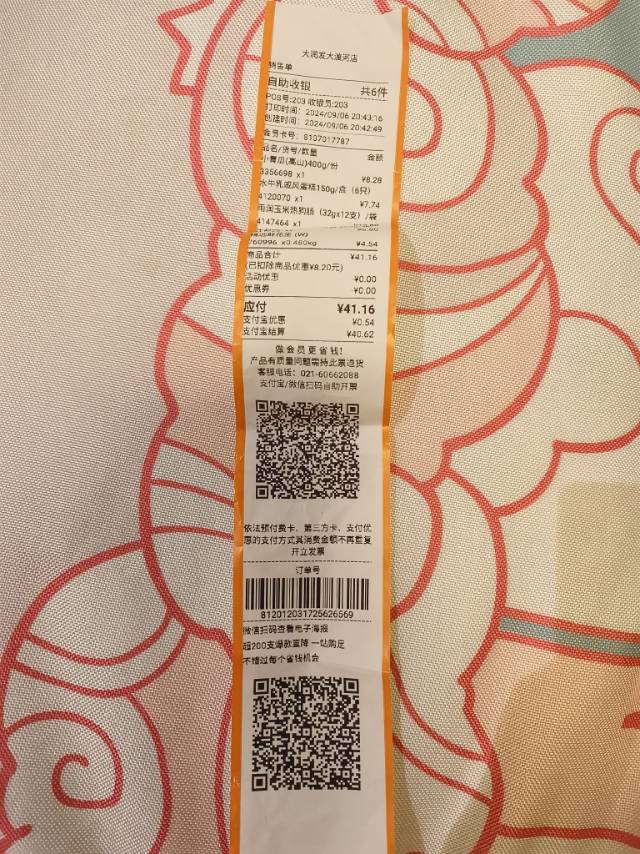 大润发大渡河店
销售单
自助收银 共6件
POS号:203 收银员:203
打印时间: 2024/09/06 20:43:16
创建时间: 2024/09/06 20:42:49
会员卡号: 8107017787
品名/货号/数量 金额
小青瓜(高山)400g/份
3356698 x1 ¥8.28
水牛乳戚风蛋糕150g/盒 (6只)
4120070 x1 ¥7.74
雨润玉米热狗肠 (32gx12支) /袋
4147464 x1
760996 x0.480kg ¥4.54
商品合计 ¥41.16
(已扣除商品优惠¥8.20元)
活动优惠 ¥0.00
优惠券 ¥0.00
应付 ¥41.16
支付宝优惠 ¥0.54
支付宝结算 ¥40.62
做会员更省钱!
产品有质量问题需持此票退货
客服电话: 021-60662088
支付宝/微信扫码自助开票
依法预付费卡、第三方卡、支付优
惠的支付方式其消费金额不再重复
开立发票
订单号
812012031725626569
微信扫码查看电子海报
超200支爆款直降 一站购足
不错过每个省钱机会